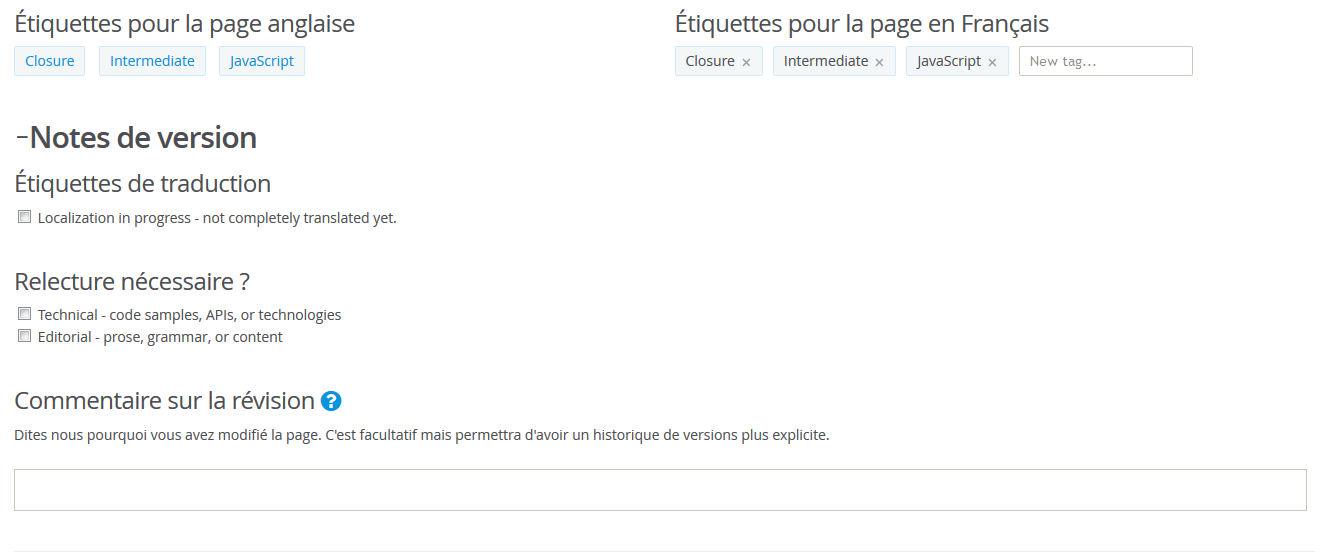 Étiquettes pour la page anglaise
Closure Intermediate JavaScript
Étiquettes pour la page en Français
Closure × Intermediate × JavaScript × New tag...
−Notes de version
Étiquettes de traduction
Localization in progress - not completely translated yet.
Relecture nécessaire ?
Technical - code samples, APIs, or technologies
Editorial - prose, grammar, or content
Commentaire sur la révision ?
Dites nous pourquoi vous avez modifié la page. C'est facultatif mais permettra d'avoir un historique de versions plus explicite.